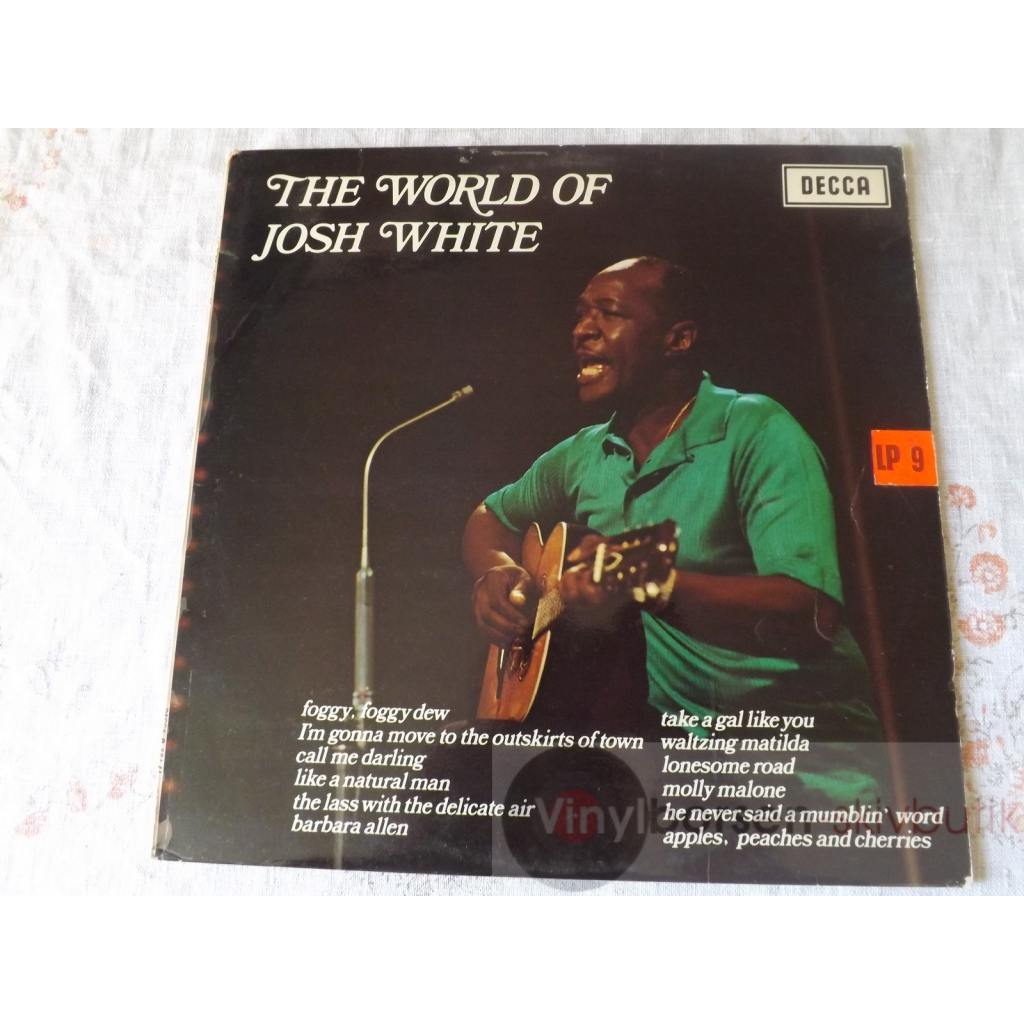 THE WORLD OF
JOSH WHITE
DECCA
LP 9
foggy, foggy dew
I'm gonna move to the outskirts of town
call me darling
like a natural man
the lass with the delicate air
barbara allen
take a gal like you
waltzing matilda
lonesome road
molly malone
he never said a mumblin' word
apples, peaches and cherries